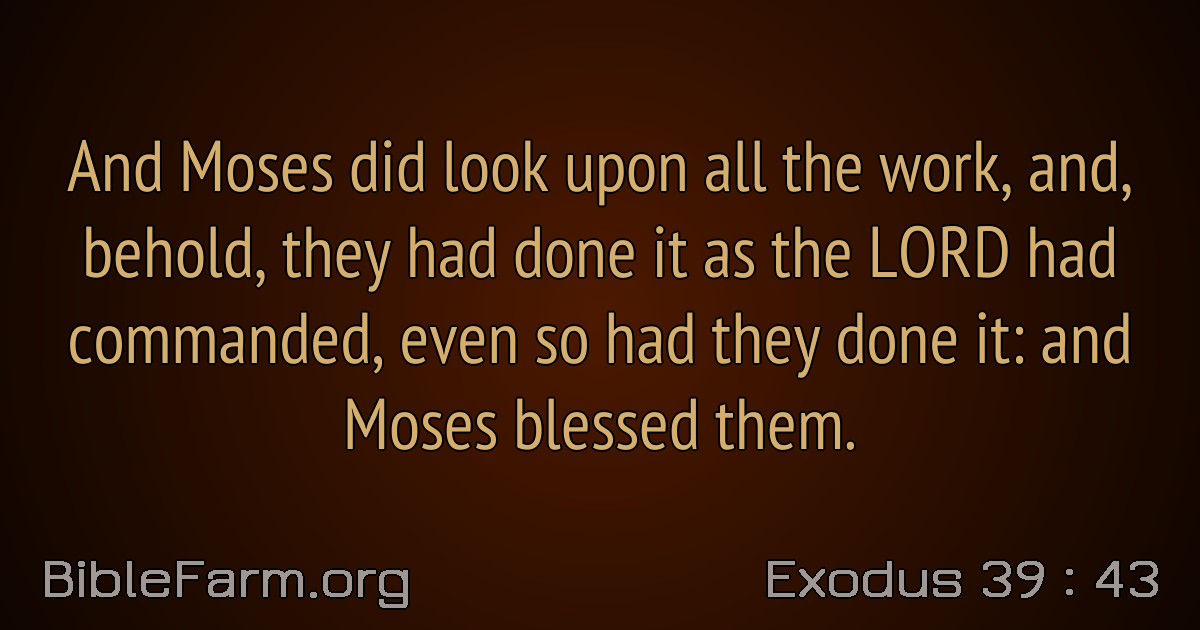 And Moses did look upon all the work, and,
behold, they had done it as the LORD had
commanded, even so had they done it: and
Moses blessed them.
BibleFarm.org
Exodus 39 : 43